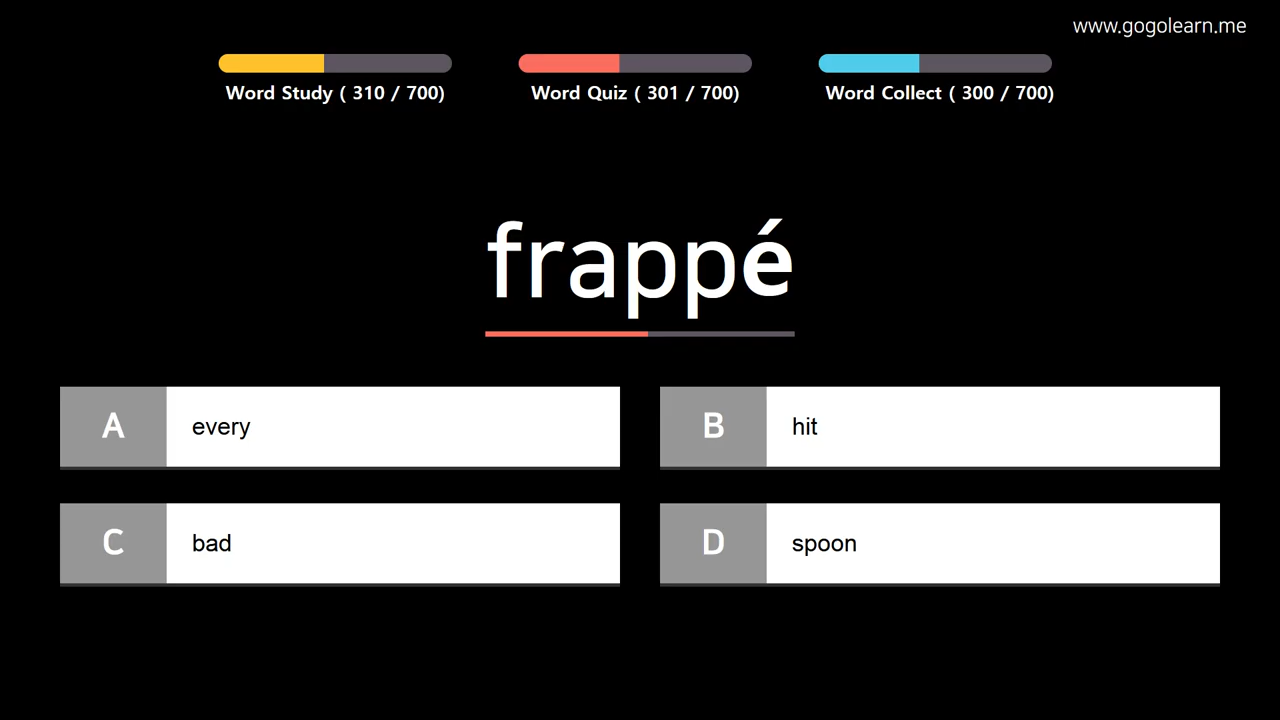 www.gogolearn.me
Word Study ( 310 / 700)
Word Quiz ( 301 / 700)
Word Collect ( 300 / 700)
frappé
A every
B hit
C bad
D spoon